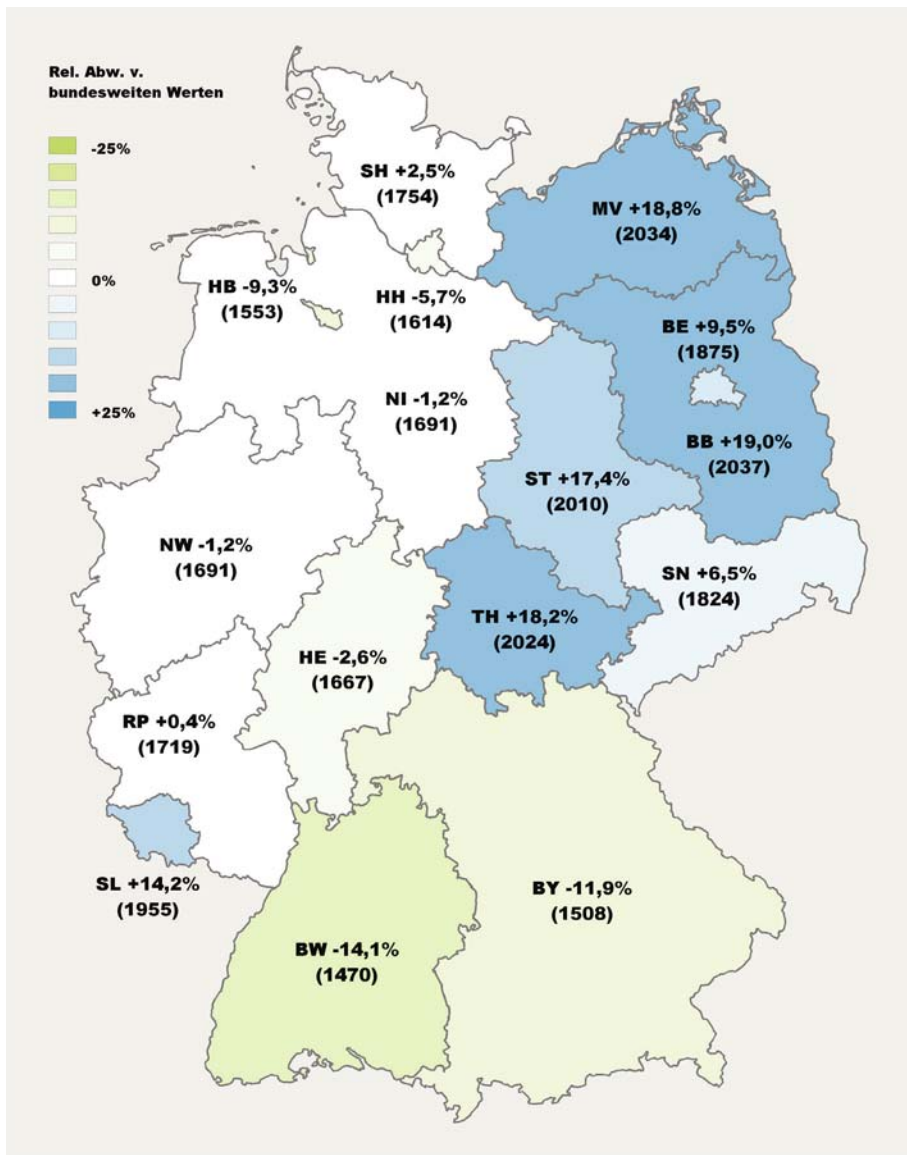 Rel. Abw. v.
bundesweiten Werten
-25%
0%
+25%
SH +2,5%
(1754)
MV +18,8%
(2034)
HB -9,3%
(1553)
HH -5,7%
(1614)
BE +9,5%
(1875)
NI -1,2%
(1691)
BB +19,0%
(2037)
ST +17,4%
(2010)
NW -1,2%
(1691)
SN +6,5%
(1824)
TH +18,2%
(2024)
HE -2,6%
(1667)
RP +0,4%
(1719)
SL +14,2%
(1955)
BY -11,9%
(1508)
BW -14,1%
(1470)